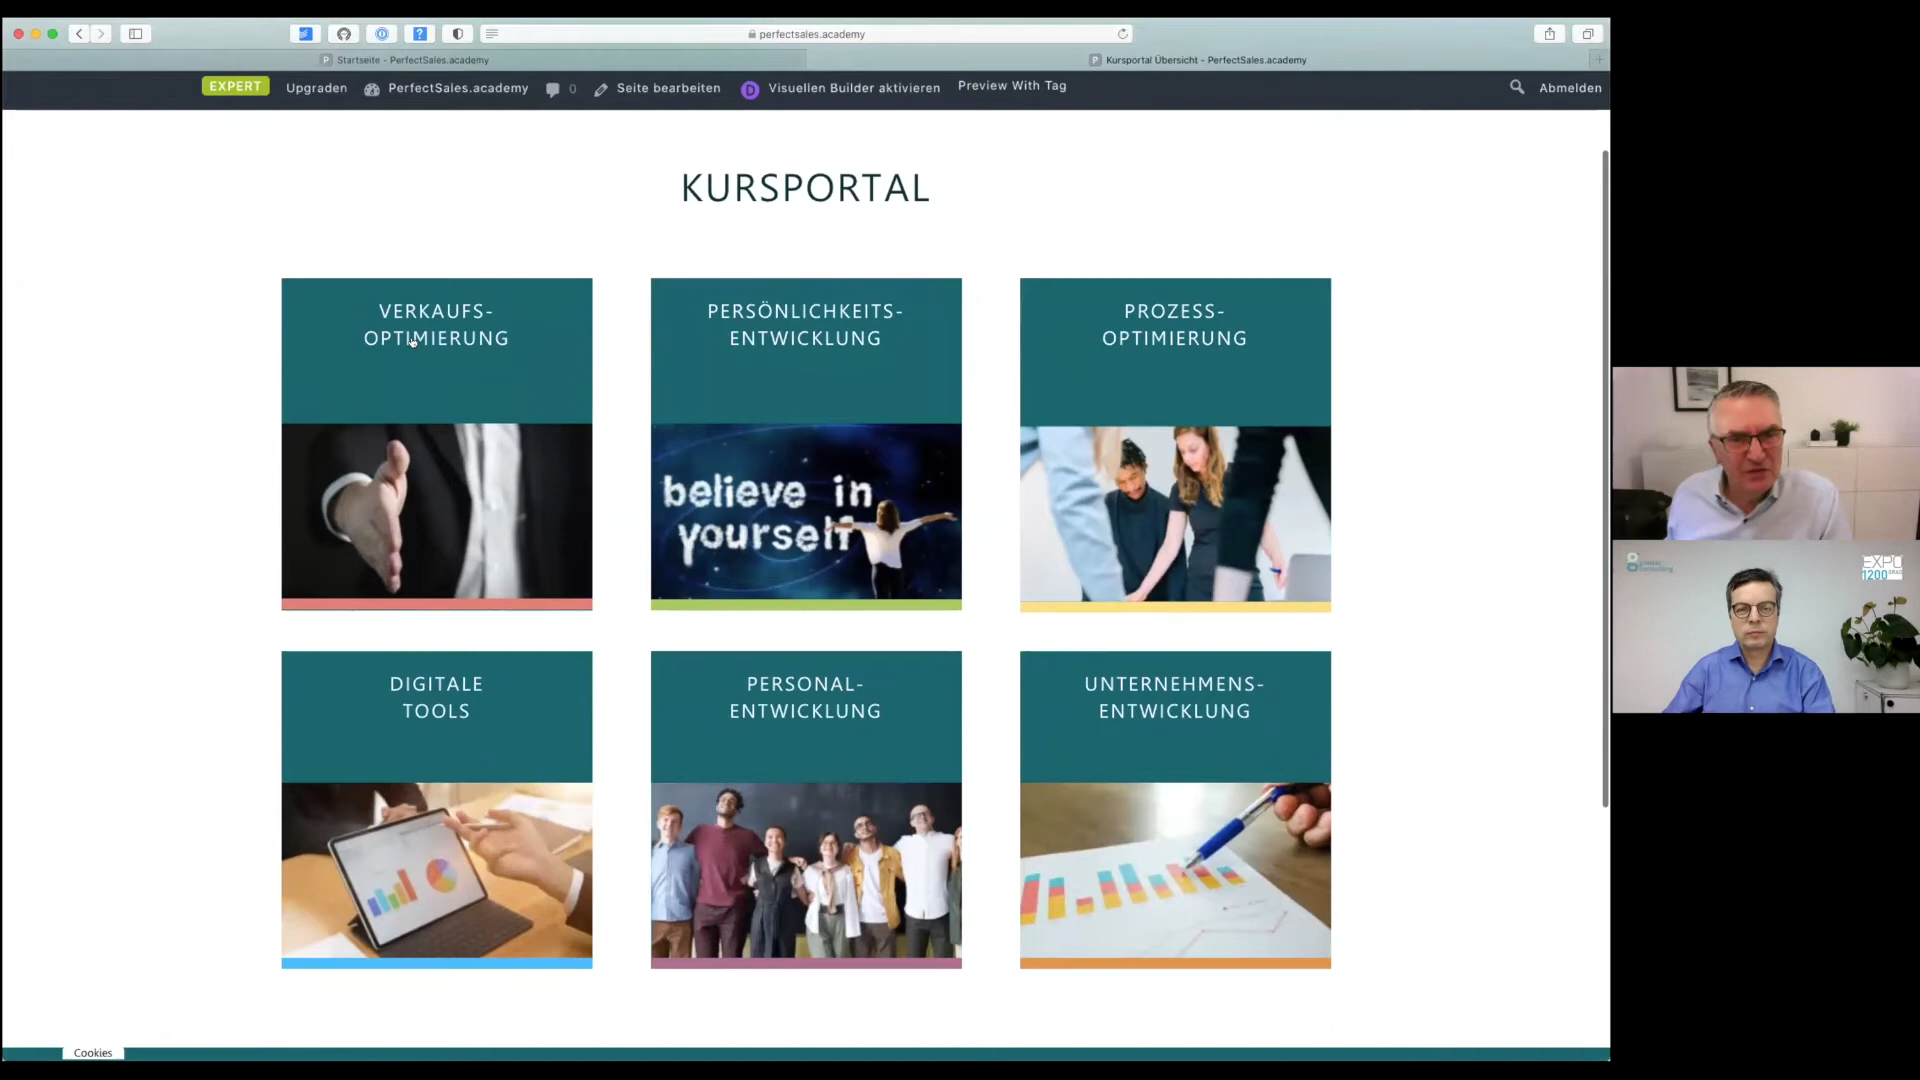 perfectsales.academy
Startseite - PerfectSales.academy
Kursportal Übersicht - PerfectSales.academy
EXPERT Upgraden PerfectSales.academy 0 Seite bearbeiten Visuellen Builder aktivieren Preview With Tag Abmelden
KURSPORTAL
VERKAUFS-
OPTIMIERUNG
PERSÖNLICHKEITS-
ENTWICKLUNG
PROZESS-
OPTIMIERUNG
believe in
yourself
DIGITALE
TOOLS
PERSONAL-
ENTWICKLUNG
UNTERNEHMENS-
ENTWICKLUNG
Cookies
EXPO
1200